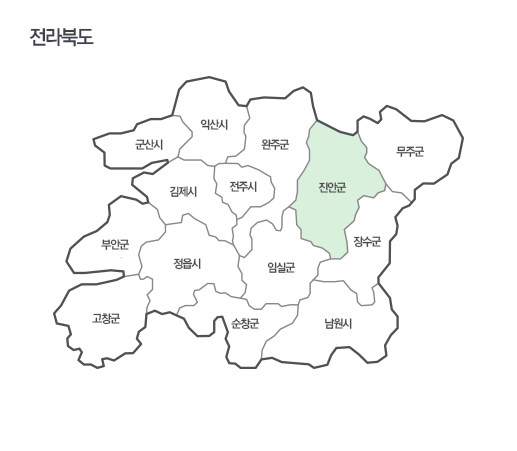 전라북도
익산시
군산시
완주군
무주군
김제시
전주시
진안군
부안군
장수군
정읍시
임실군
고창군
순창군
남원시